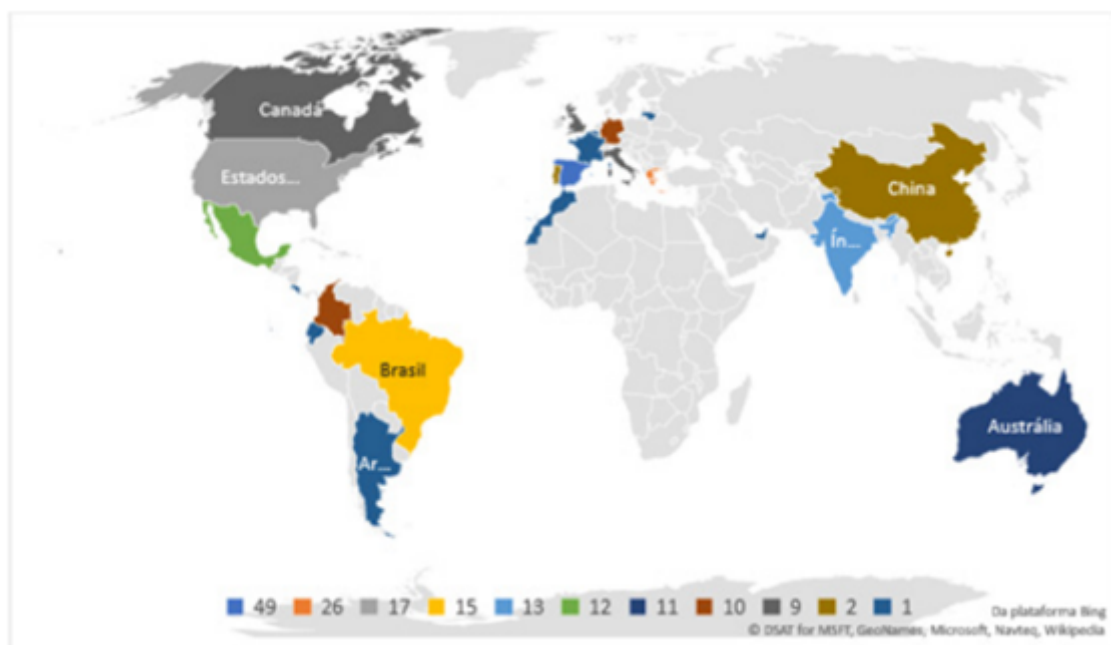 Canadá
Estados...
China
Ín...
Brasil
Austrália
Ar...
49 26 17 15 13 12 11 10 9 2 1
Da plataforma Bing
© DSAT for MSFT, GeoNames, Microsoft, Navteq, Wikipedia